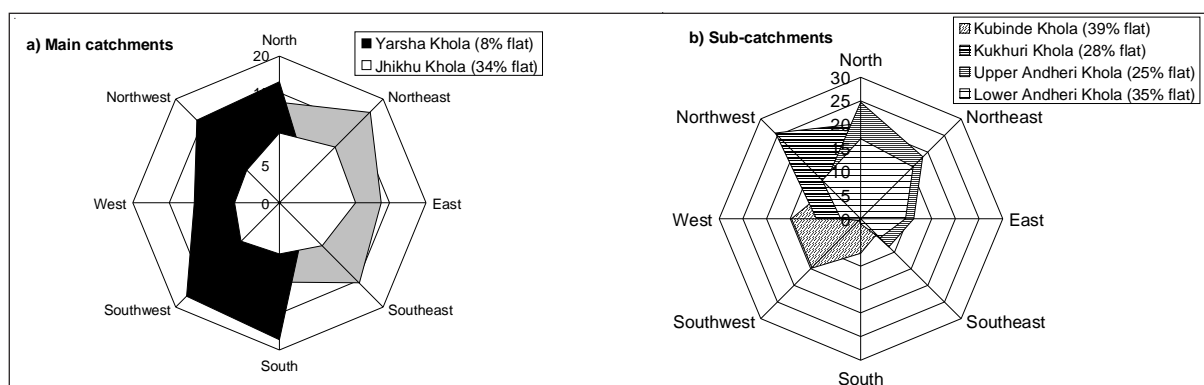 a) Main catchments
Yarsha Khola (8% flat)
Jhikhu Khola (34% flat)
North
20
Northwest
Northeast
5
0
West
East
Southwest
Southeast
South
b) Sub-catchments
Kubinde Khola (39% flat)
Kukhuri Khola (28% flat)
Upper Andheri Khola (25% flat)
Lower Andheri Khola (35% flat)
North
30
25
20
15
10
5
0
Northwest
Northeast
West
East
Southwest
Southeast
South